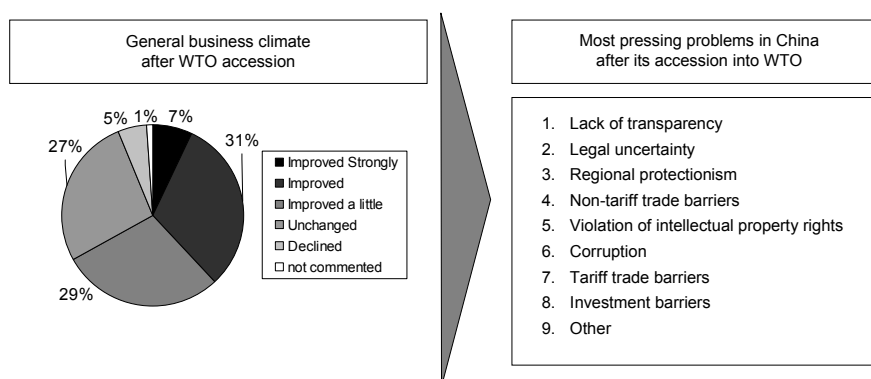 General business climate
after WTO accession
Most pressing problems in China
after its accession into WTO
5%
1%
7%
27%
31%
29%
Improved Strongly
Improved
Improved a little
Unchanged
Declined
not commented
1. Lack of transparency
2. Legal uncertainty
3. Regional protectionism
4. Non-tariff trade barriers
5. Violation of intellectual property rights
6. Corruption
7. Tariff trade barriers
8. Investment barriers
9. Other